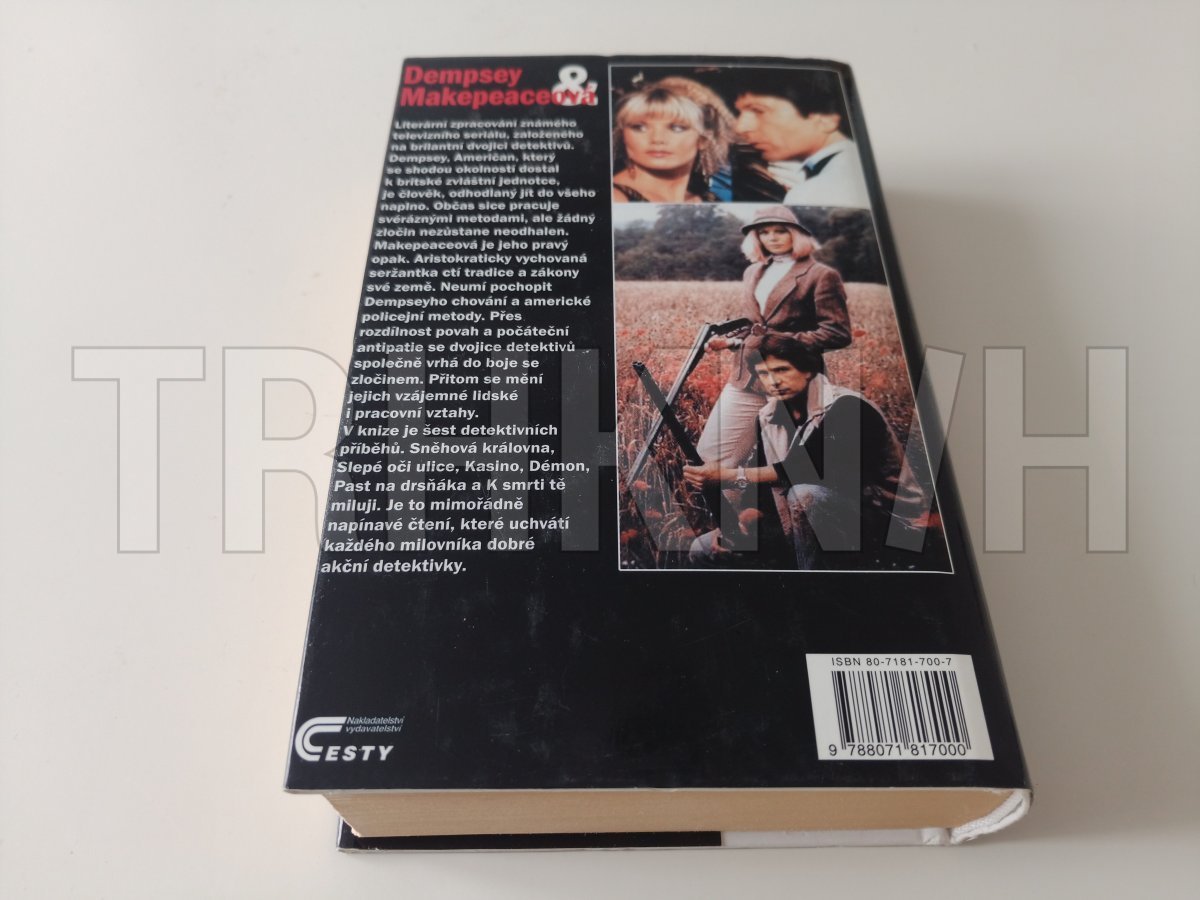 Dempsey &
Makepeaceová
Literární zpracování známého
televizního seriálu, založeného
na brilantní dvojici detektivů.
Dempsey, Američan, který
se shodou okolností dostal
k britské zvláštní jednotce,
je člověk, odhodlaný jít do všeho
naplno. Občas sice pracuje
svéráznými metodami, ale žádný
zločin nezůstane neodhalen.
Makepeaceová je jeho pravý
opak. Aristokraticky vychovaná
seržantka ctí tradice a zákony
své země. Neumí pochopit
Dempseyho chování a americké
policejní metody. Přes
rozdílnost povah a počáteční
antipatie se dvojice detektivů
společně vrhá do boje se
zločinem. Přitom se mění
jejich vzájemné lidské
i pracovní vztahy.
V knize je šest detektivních
příběhů. Sněhová královna,
Slepé oči ulice, Kasino, Démon,
Past na drsňáka a K smrti tě
miluji. Je to mimořádně
napínavé čtení, které uchvátí
každého milovníka dobré
akční detektivky.
ISBN 80-7181-700-7
9 788071 817000
Nakladatelství
vydavatelství
CESTY